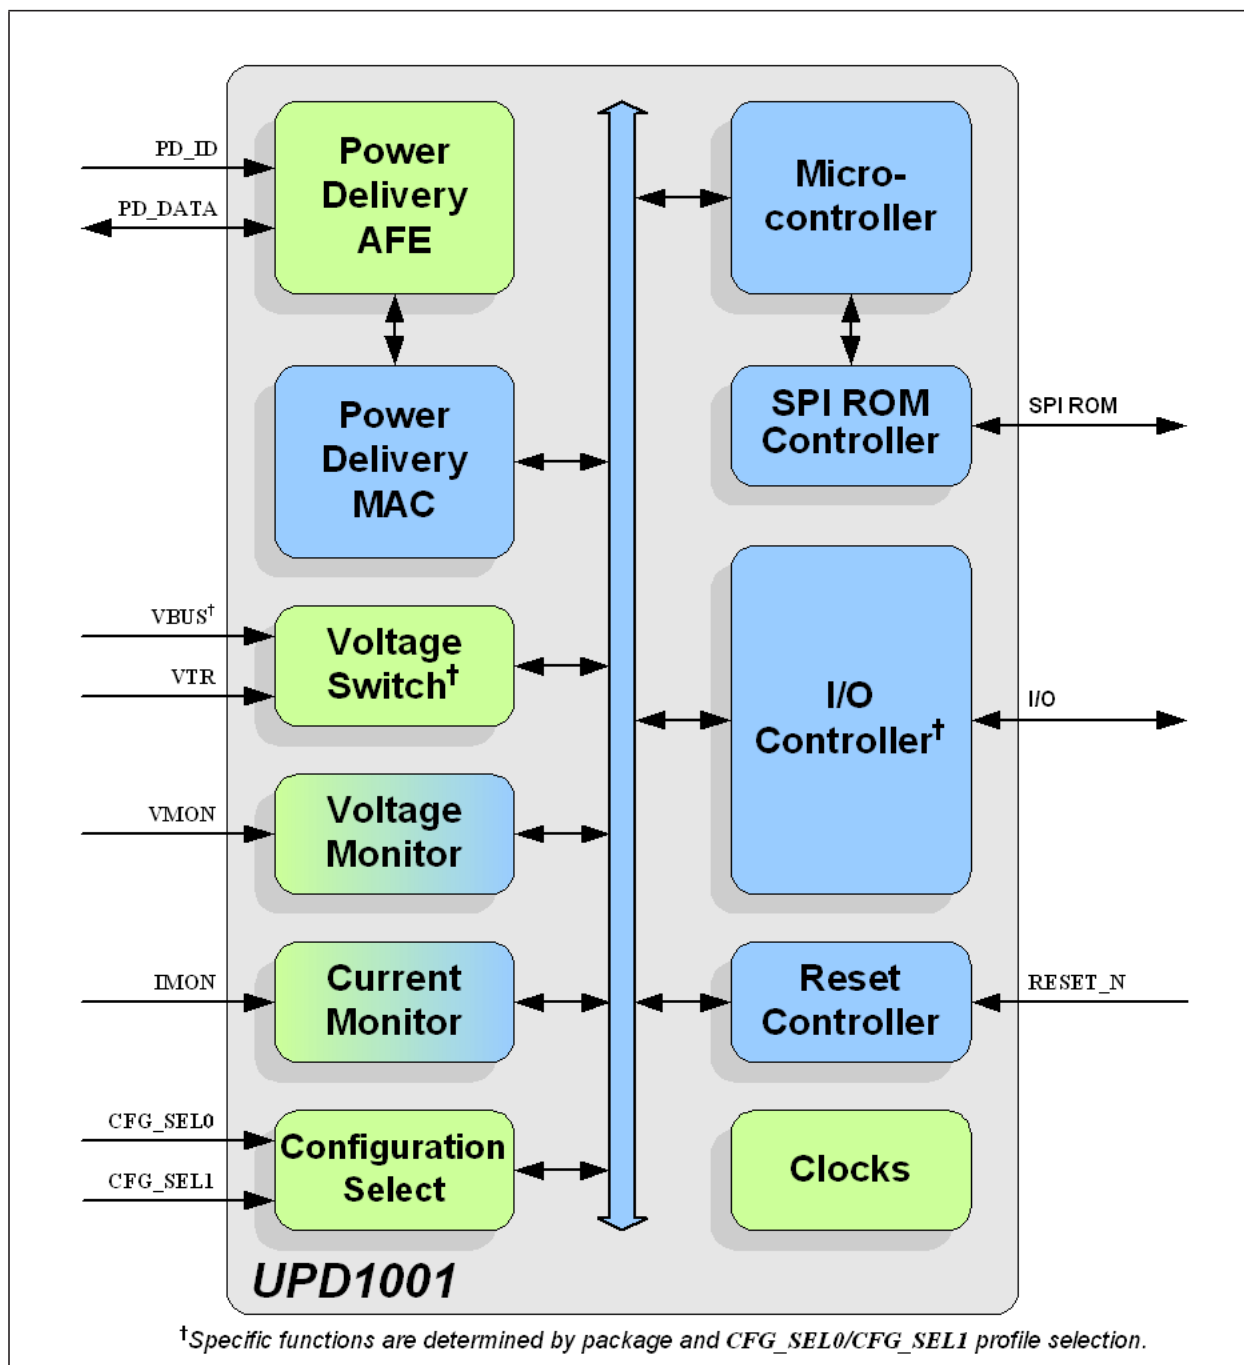 PD_ID
PD_DATA
Power
Delivery
AFE
Micro-
controller
Power
Delivery
MAC
SPI ROM
Controller
SPI ROM
VBUS†
VTR
Voltage
Switch†
I/O
Controller†
I/O
VMON
Voltage
Monitor
IMON
Current
Monitor
Reset
Controller
RESET_N
CFG_SEL0
CFG_SEL1
Configuration
Select
Clocks
UPD1001
†Specific functions are determined by package and CFG_SEL0/CFG_SEL1 profile selection.